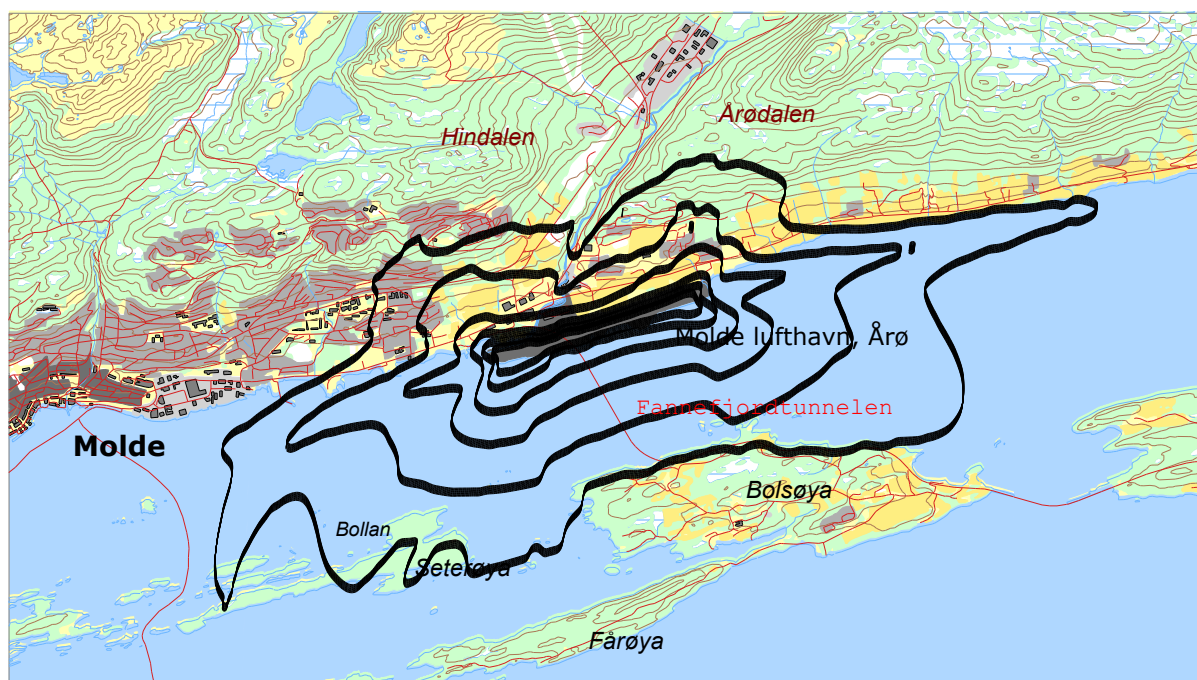 Årødalen
Hindalen
Molde lufthavn, Årø
Fannefjordtunnelen
Molde
Bolsøya
Bollan
Seterøya
Fårøya